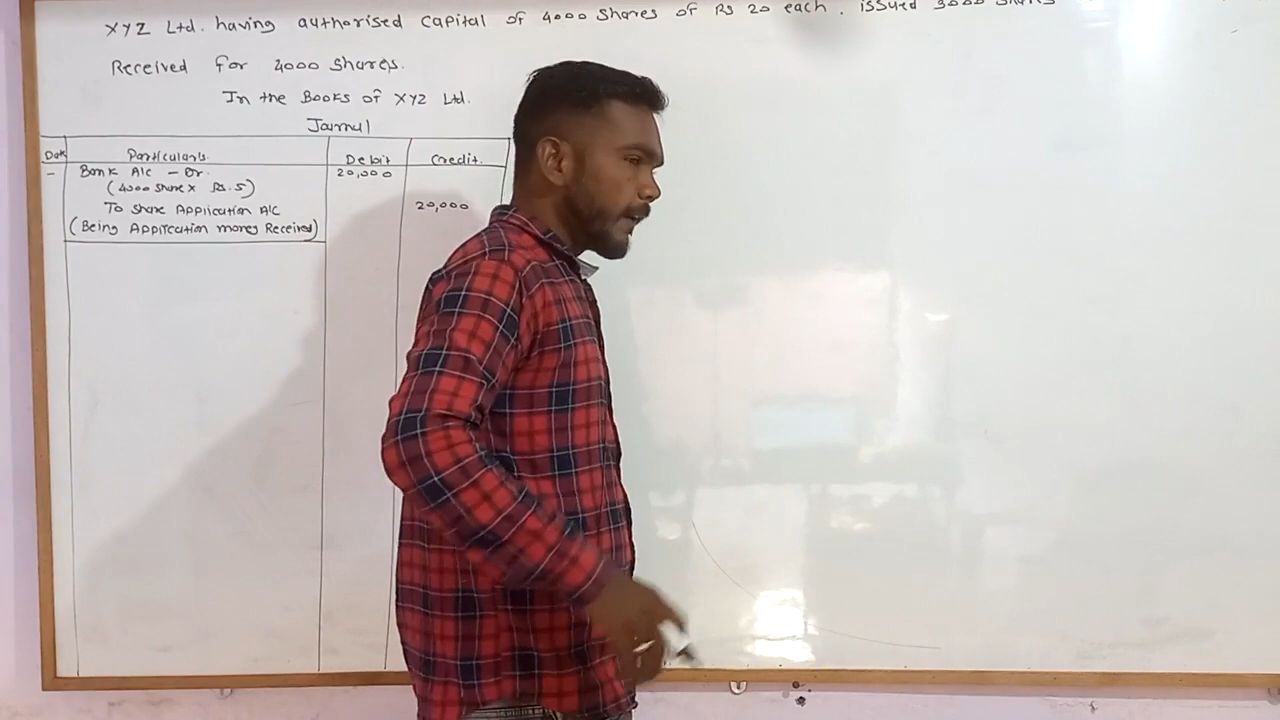 XYZ Ltd. having authorised capital of 4000 shares of Rs 20 each. issued 3000 shares
Received for 4000 shares.
In the Books of XYZ Ltd.
Journal
Date Particulars Debit Credit.
- Bank A/c - Dr. 20,000
(4000 share x Rs. 5)
To share Application A/C 20,000
(Being Application money Received)